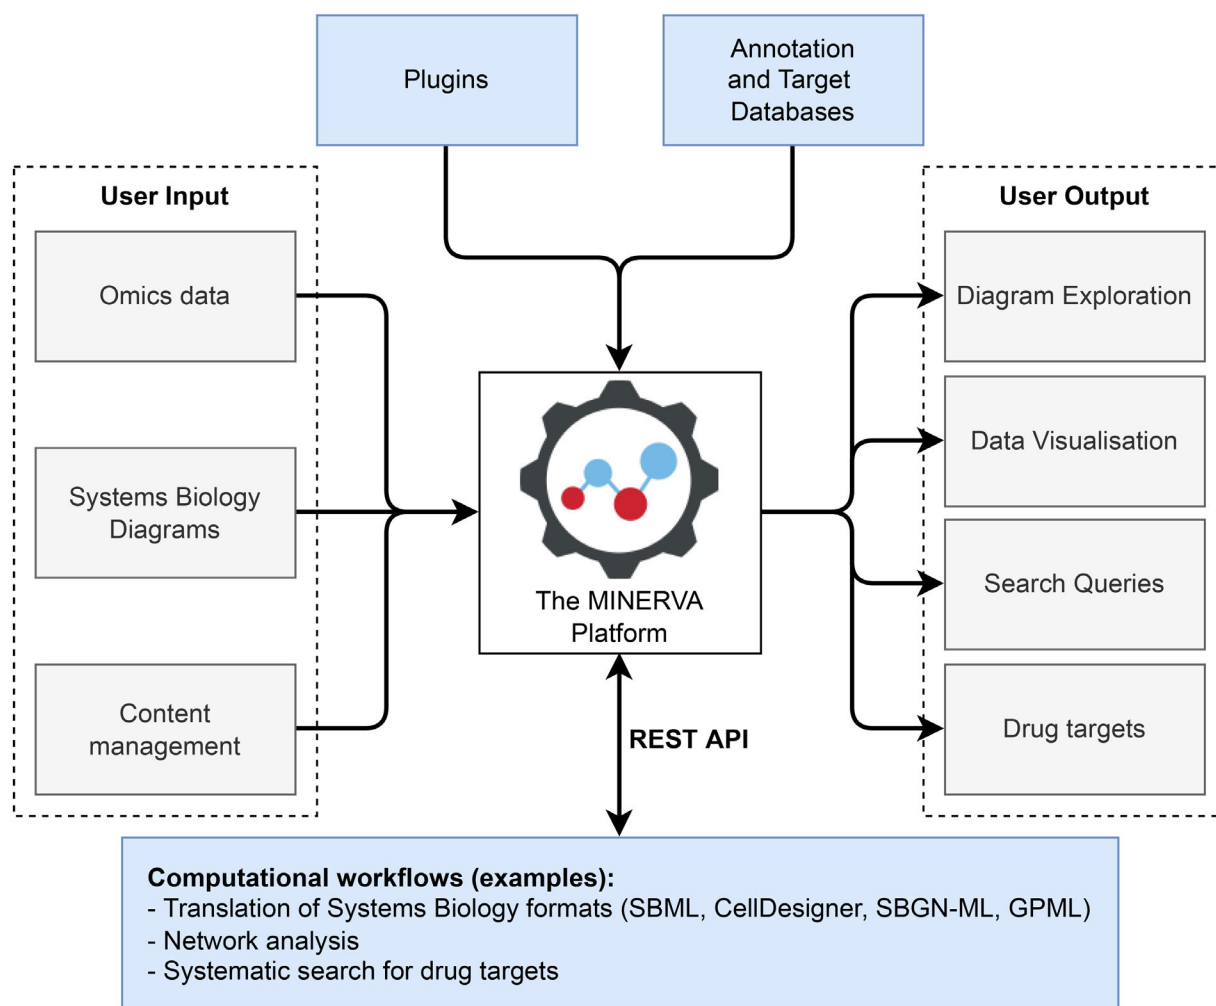 Plugins
Annotation
and Target
Databases
User Input
Omics data
Systems Biology
Diagrams
Content
management
The MINERVA
Platform
REST API
User Output
Diagram Exploration
Data Visualisation
Search Queries
Drug targets
Computational workflows (examples):
- Translation of Systems Biology formats (SBML, CellDesigner, SBGN-ML, GPML)
- Network analysis
- Systematic search for drug targets